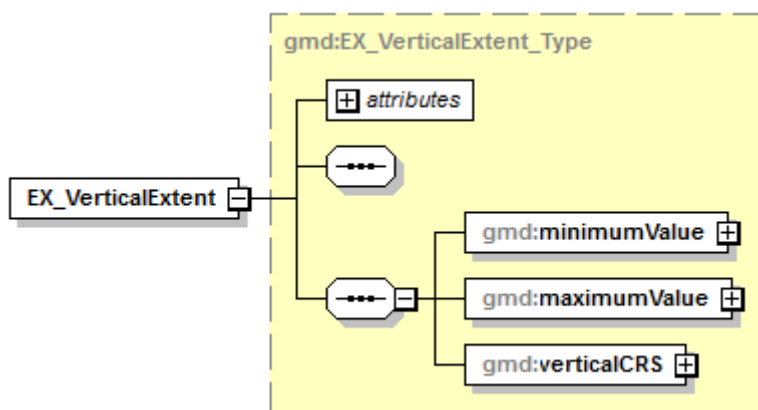 gmd:EX_VerticalExtent_Type
attributes
EX_VerticalExtent
gmd:minimumValue
gmd:maximumValue
gmd:verticalCRS